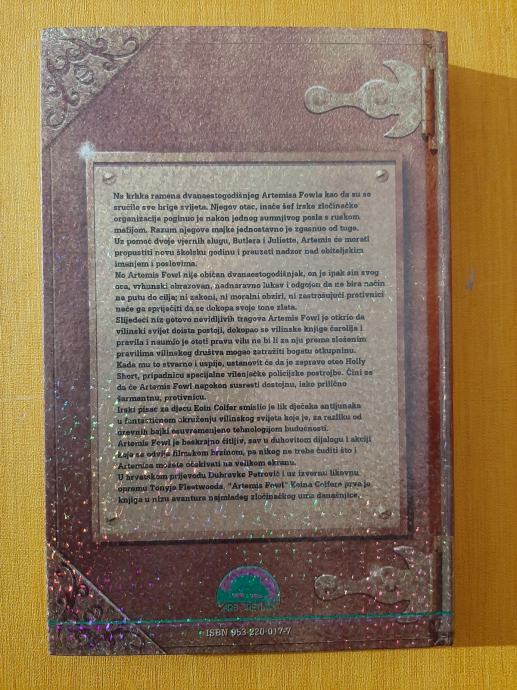 Na krhka ramena dvanaestogodišnjeg Artemisa Fowla kao da su se
sručile sve brige svijeta. Njegov otac, inače šef irske zločinačke
organizacije poginuo je nakon jednog sumnjivog posla s ruskom
mafijom. Razum njegove majke jednostavno je zgasnuo od tuge.
Uz pomoć dvoje vjernih slugu, Butlera i Juliette, Artemis će morati
propustiti novu školsku godinu i preuzeti nadzor nad obiteljskim
imanjem i poslovima.
No Artemis Fowl nije običan dvanaestogodišnjak, on je ipak sin svog
oca, vrhunski obrazovan, nadnaravno lukav i odgojen da ne bira način
na putu do cilja; ni zakoni, ni moralni obziri, ni zastrašujući protivnici
neće ga spriječiti da se dokopa svoje tone zlata.
Slijedeći niz gotovo nevidljivih tragova Artemis Fowl je otkrio da
vilinski svijet doista postoji, dokopao se vilinske knjige čarolija i
pravila i naumio je oteti pravu vilu ne bi li za nju prema složenim
pravilima vilinskog društva mogao zatražiti bogatu otkupninu.
Kada mu to stvarno i uspije, ustanovit će da je zapravo oteo Holly
Short, pripadnicu specijalne vilenjačke policijske postrojbe. Čini se
da će Artemis Fowl napokon susresti dostojnu, iako prilično
šarmantnu, protivnicu.
Irski pisac za djecu Eoin Colfer smislio je lik dječaka antijunaka
u fantastičnom okruženju vilinskog svijeta koje je, za razliku od
drevnih bajki osuvremenjeno tehnologijom budućnosti.
Artemis Fowl je beskrajno čitljiv, sav u duhovitom dijalogu i akciji
koja se odvija filmskom brzinom, pa nikog ne treba čuditi što i
Artemisa možete očekivati na velikom ekranu.
U hrvatskom prijevodu Dubravke Petrović i uz izvornu likovnu
opremu Tonyja Fleetwooda, "Artemis Fowl" Eoina Colfera prva je
knjiga u nizu avantura najmlađeg zločinačkog uma današnjice.
ISBN 953-220-017-7